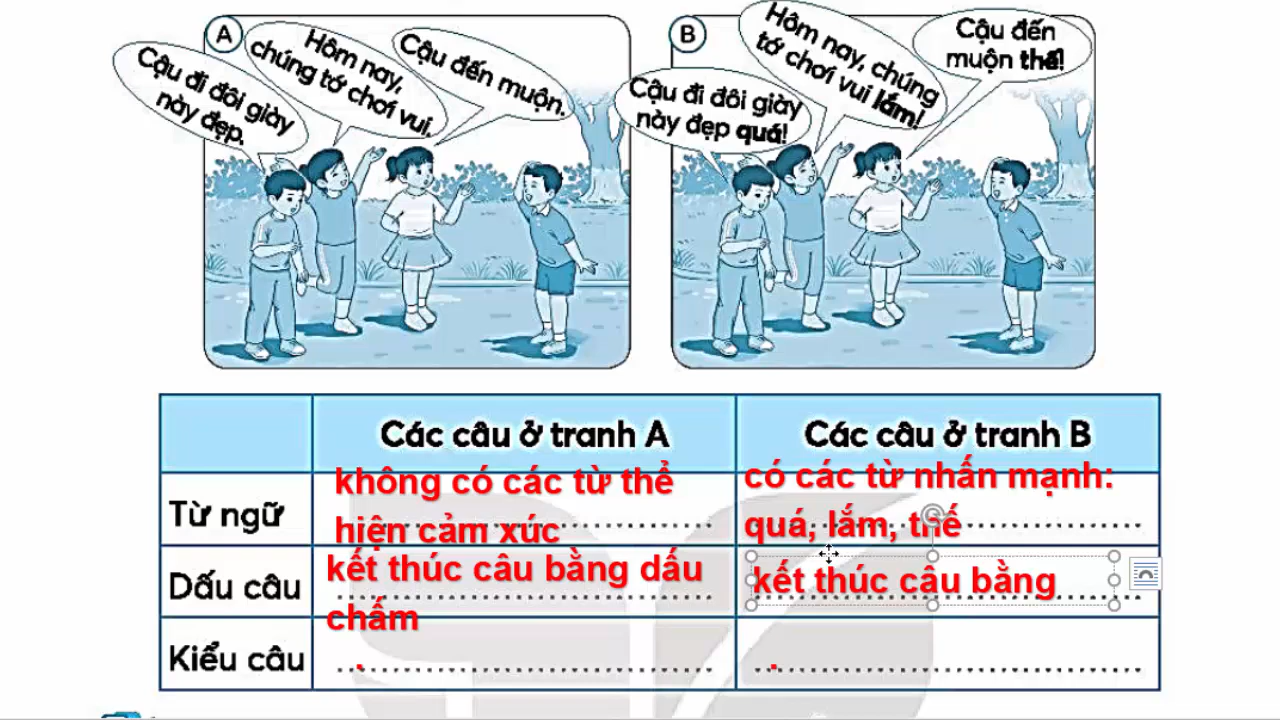 A
Cậu đi đôi giày
này đẹp.
Hôm nay,
chúng tớ chơi vui.
Cậu đến muộn.
B
Cậu đi đôi giày
này đẹp quá!
Hôm nay, chúng
tớ chơi vui lắm!
Cậu đến
muộn thế!
Các câu ở tranh A
Các câu ở tranh B
Từ ngữ
không có các từ thể
hiện cảm xúc
có các từ nhấn mạnh:
quá, lắm, thế
Dấu câu
kết thúc câu bằng dấu
chấm
kết thúc câu bằng
Kiểu câu
.
.